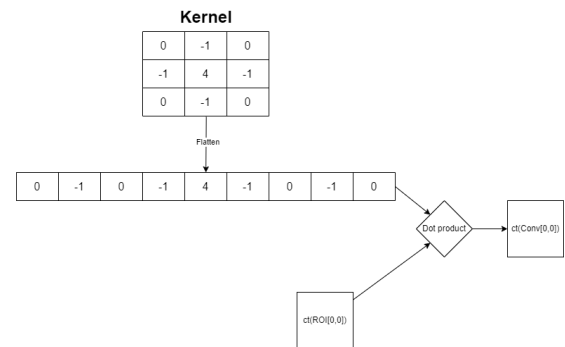 Kernel
0 -1 0
-1 4 -1
0 -1 0
Flatten
0 -1 0 -1 4 -1 0 -1 0
Dot product
ct(Conv[0,0])
ct(ROI[0,0])